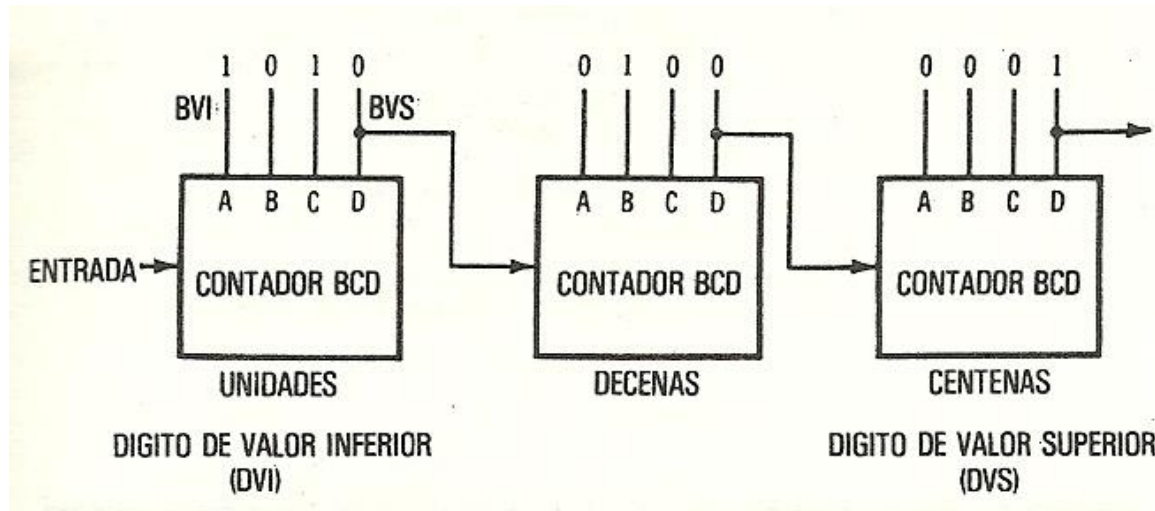 1 0 1 0
0 1 0 0
0 0 0 1
BVI
BVS
A B C D
A B C D
A B C D
ENTRADA
CONTADOR BCD
CONTADOR BCD
CONTADOR BCD
UNIDADES
DECENAS
CENTENAS
DIGITO DE VALOR INFERIOR
(DVI)
DIGITO DE VALOR SUPERIOR
(DVS)